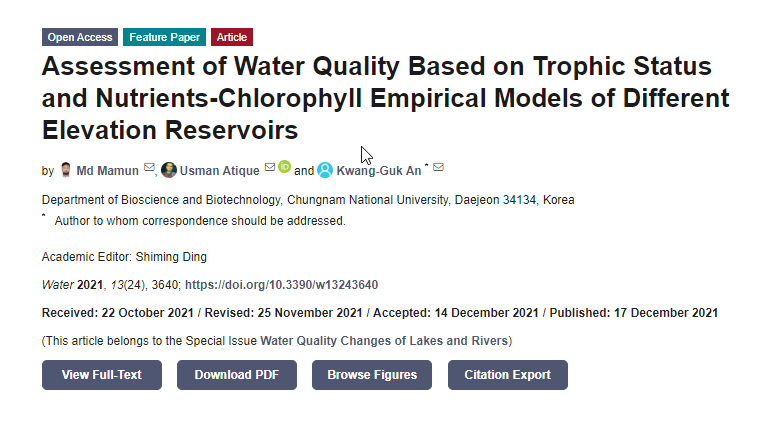 Open Access Feature Paper Article
Assessment of Water Quality Based on Trophic Status
and Nutrients-Chlorophyll Empirical Models of Different
Elevation Reservoirs
by Md Mamun, Usman Atique iD and Kwang-Guk An *
Department of Bioscience and Biotechnology, Chungnam National University, Daejeon 34134, Korea
* Author to whom correspondence should be addressed.
Academic Editor: Shiming Ding
Water 2021, 13(24), 3640; https://doi.org/10.3390/w13243640
Received: 22 October 2021 / Revised: 25 November 2021 / Accepted: 14 December 2021 / Published: 17 December 2021
(This article belongs to the Special Issue Water Quality Changes of Lakes and Rivers)
View Full-Text Download PDF Browse Figures Citation Export